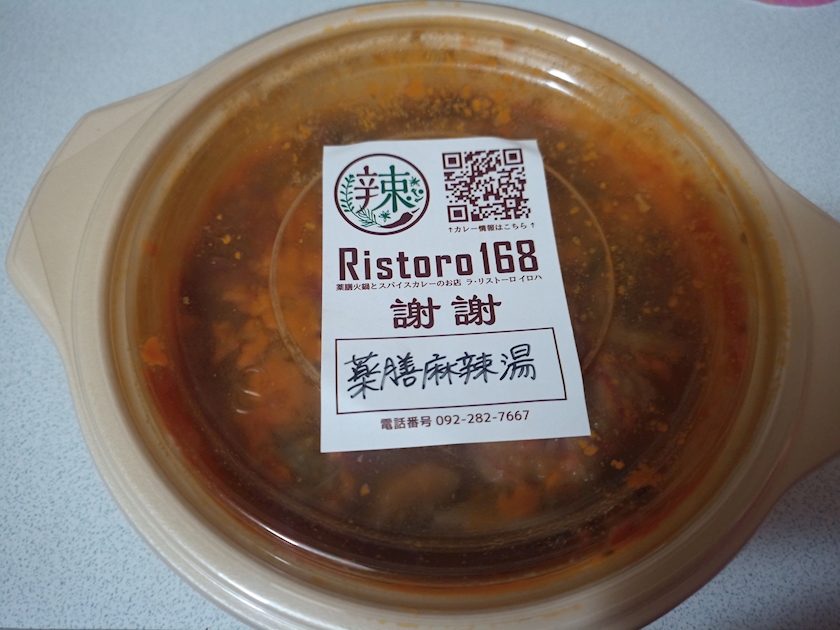 辣
↑カレー情報はこちら↑
Ristoro168
薬膳火鍋とスパイスカレーのお店 ラ・リストーロ イロハ
謝謝
薬膳麻辣湯
電話番号 092-282-7667